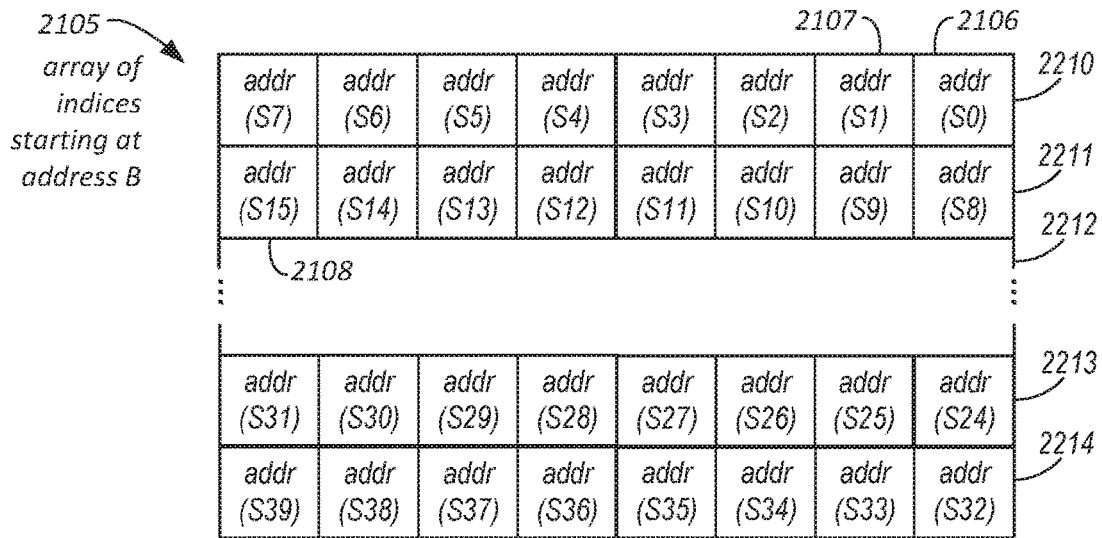 2105
array of
indices
starting at
address B
2107 2106
addr addr addr addr addr addr addr addr
(S7) (S6) (S5) (S4) (S3) (S2) (S1) (S0)
2210
addr addr addr addr addr addr addr addr
(S15) (S14) (S13) (S12) (S11) (S10) (S9) (S8)
2211
2212
2108
addr addr addr addr addr addr addr addr
(S31) (S30) (S29) (S28) (S27) (S26) (S25) (S24)
2213
addr addr addr addr addr addr addr addr
(S39) (S38) (S37) (S36) (S35) (S34) (S33) (S32)
2214